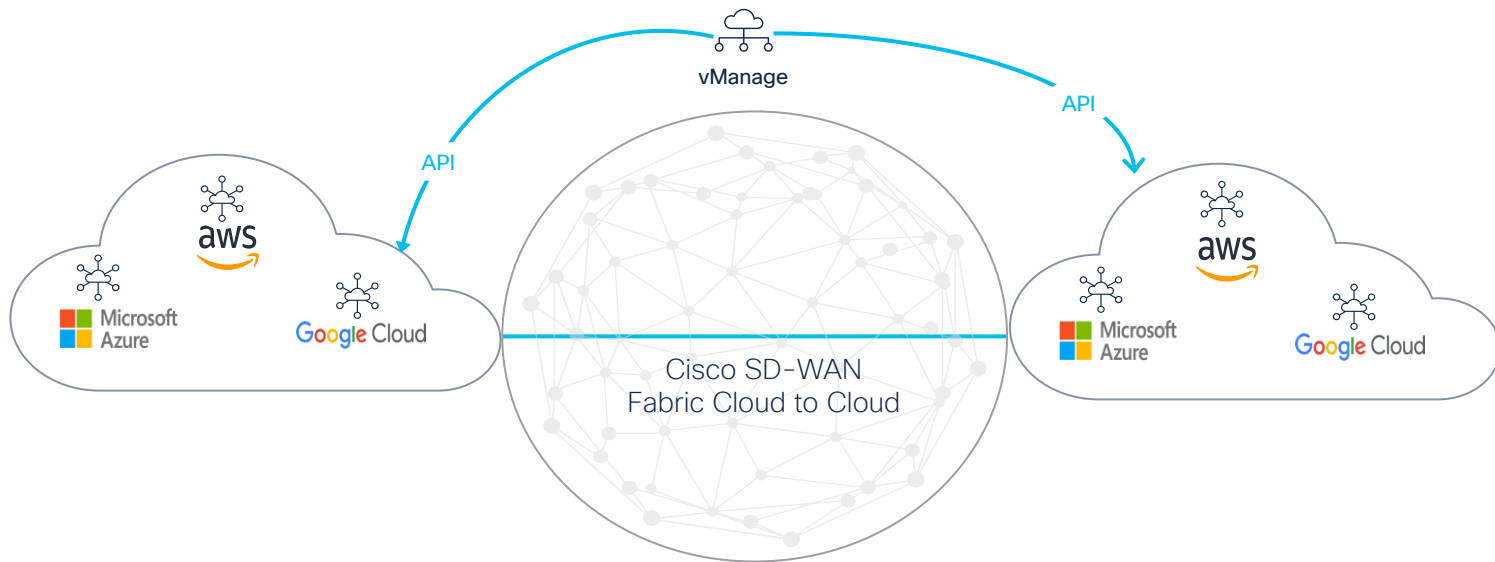 vManage
API
API
aws
Microsoft
Azure
Google Cloud
Cisco SD-WAN
Fabric Cloud to Cloud
aws
Microsoft
Azure
Google Cloud